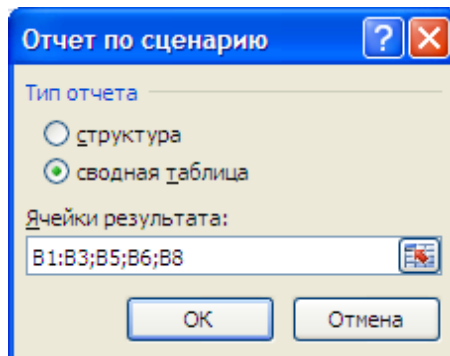 Отчет по сценарию
Тип отчета
структура
сводная таблица
Ячейки результата:
B1:B3;B5;B6;B8
ОК
Отмена